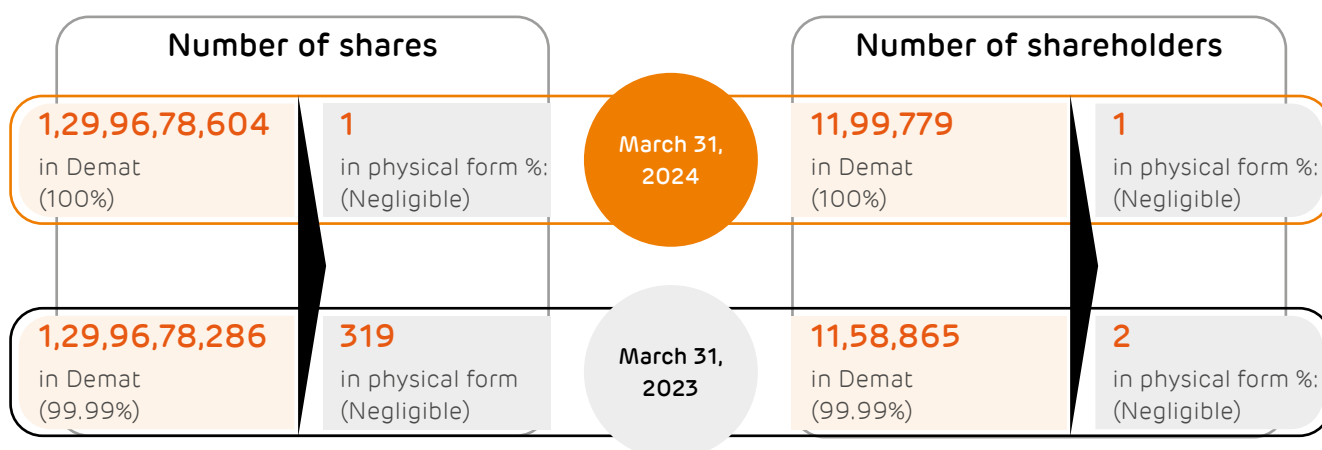 Number of shares
Number of shareholders
1,29,96,78,604
in Demat
(100%)
1
in physical form %:
(Negligible)
March 31,
2024
11,99,779
in Demat
(100%)
1
in physical form %:
(Negligible)
1,29,96,78,286
in Demat
(99.99%)
319
in physical form
(Negligible)
March 31,
2023
11,58,865
in Demat
(99.99%)
2
in physical form %:
(Negligible)